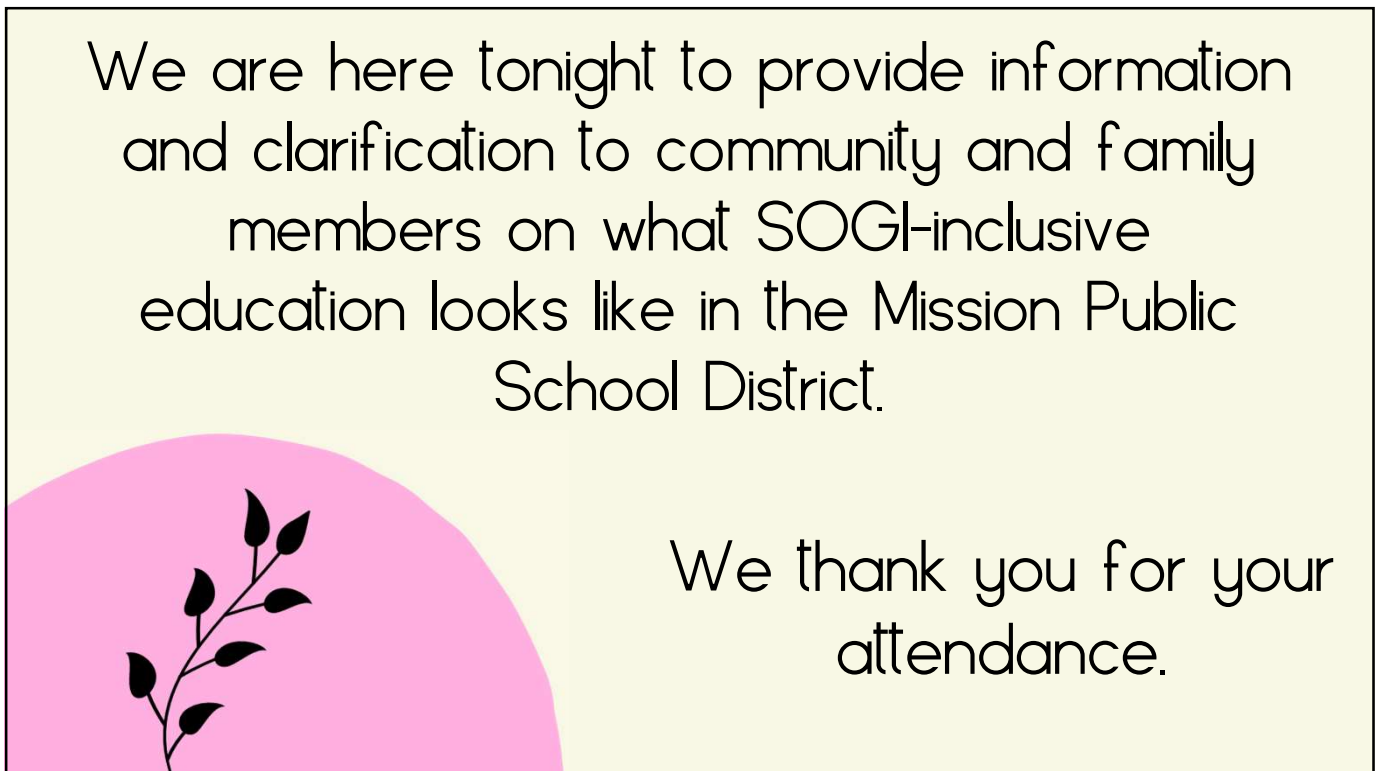 We are here tonight to provide information
and clarification to community and family
members on what SOGI-inclusive
education looks like in the Mission Public
School District.
We thank you for your
attendance.